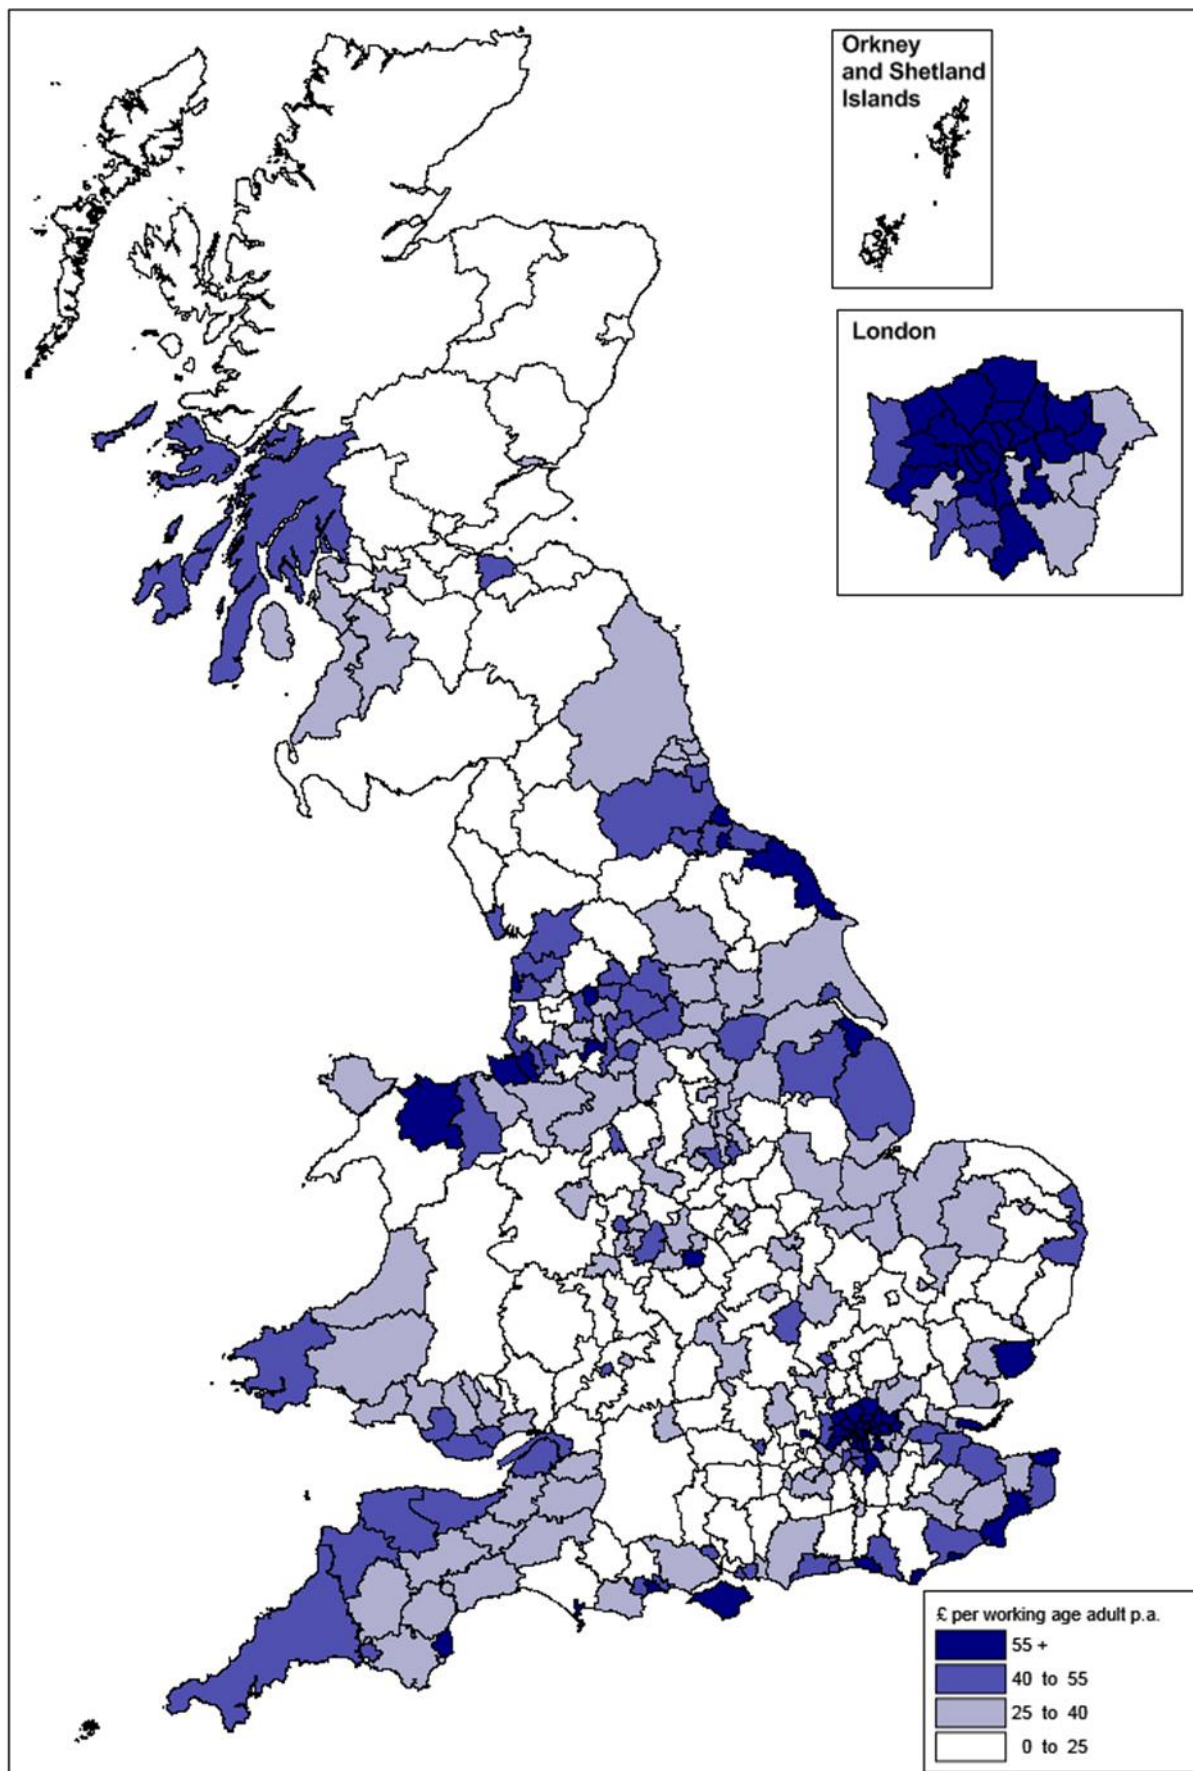 Orkney
and Shetland
Islands
London
£ per working age adult p.a.
55 +
40 to 55
25 to 40
0 to 25